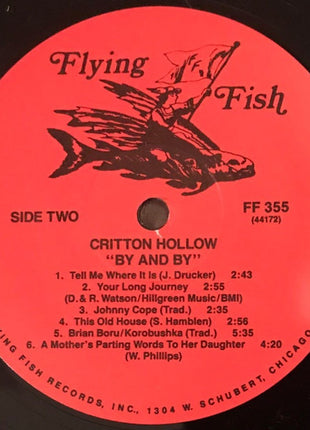 Flying
Fish
SIDE TWO
FF 355
(44172)
CRITTON HOLLOW
"BY AND BY"
1. Tell Me Where It Is (J. Drucker) 2:43
2. Your Long Journey 2:55
(D. & R. Watson/Hillgreen Music/BMI)
3. Johnny Cope (Trad.) 3:35
4. This Old House (S. Hamblen) 2:56
5. Brian Boru/Korobushka (Trad.) 5:35
6. A Mother's Parting Words To Her Daughter 4:20
(W. Phillips)
FISH RECORDS, INC., 1304 W. SCHUBERT, CHICAGO